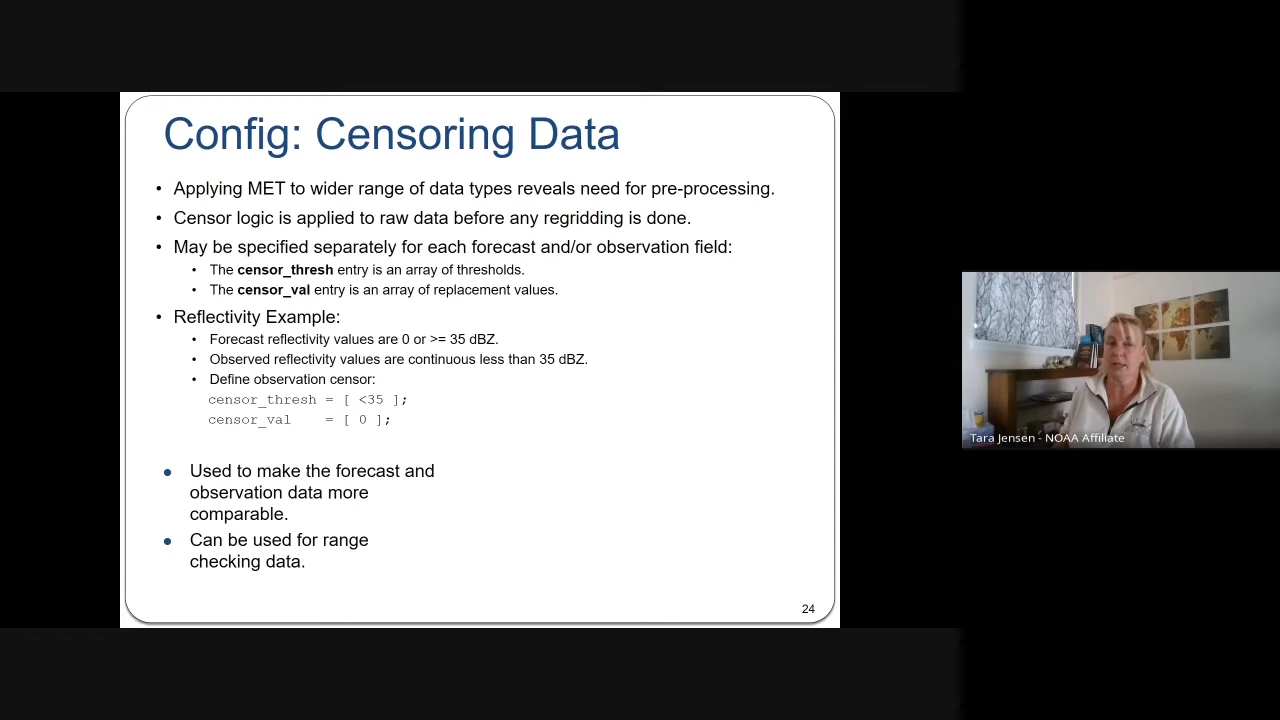 Config: Censoring Data
• Applying MET to wider range of data types reveals need for pre-processing.
• Censor logic is applied to raw data before any regridding is done.
• May be specified separately for each forecast and/or observation field:
• The censor_thresh entry is an array of thresholds.
• The censor_val entry is an array of replacement values.
• Reflectivity Example:
• Forecast reflectivity values are 0 or >= 35 dBZ.
• Observed reflectivity values are continuous less than 35 dBZ.
• Define observation censor:
censor_thresh = [ <35 ];
censor_val    = [ 0 ];
• Used to make the forecast and
observation data more
comparable.
• Can be used for range
checking data.
24
Tara Jensen - NOAA Affiliate